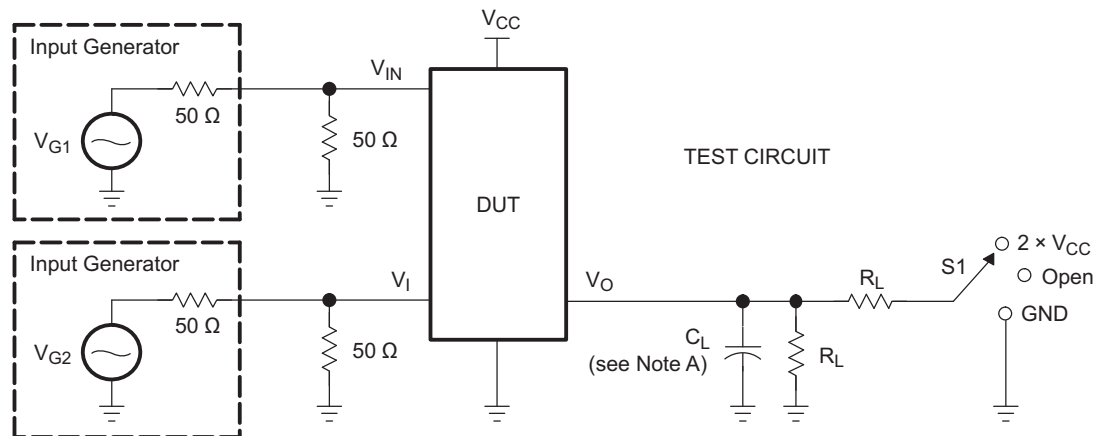 Input Generator
V_G1
50 Ω
50 Ω
V_IN
V_CC
DUT
TEST CIRCUIT
Input Generator
V_G2
50 Ω
50 Ω
V_I
V_O
C_L
(see Note A)
R_L
R_L
S1
2 × V_CC
Open
GND